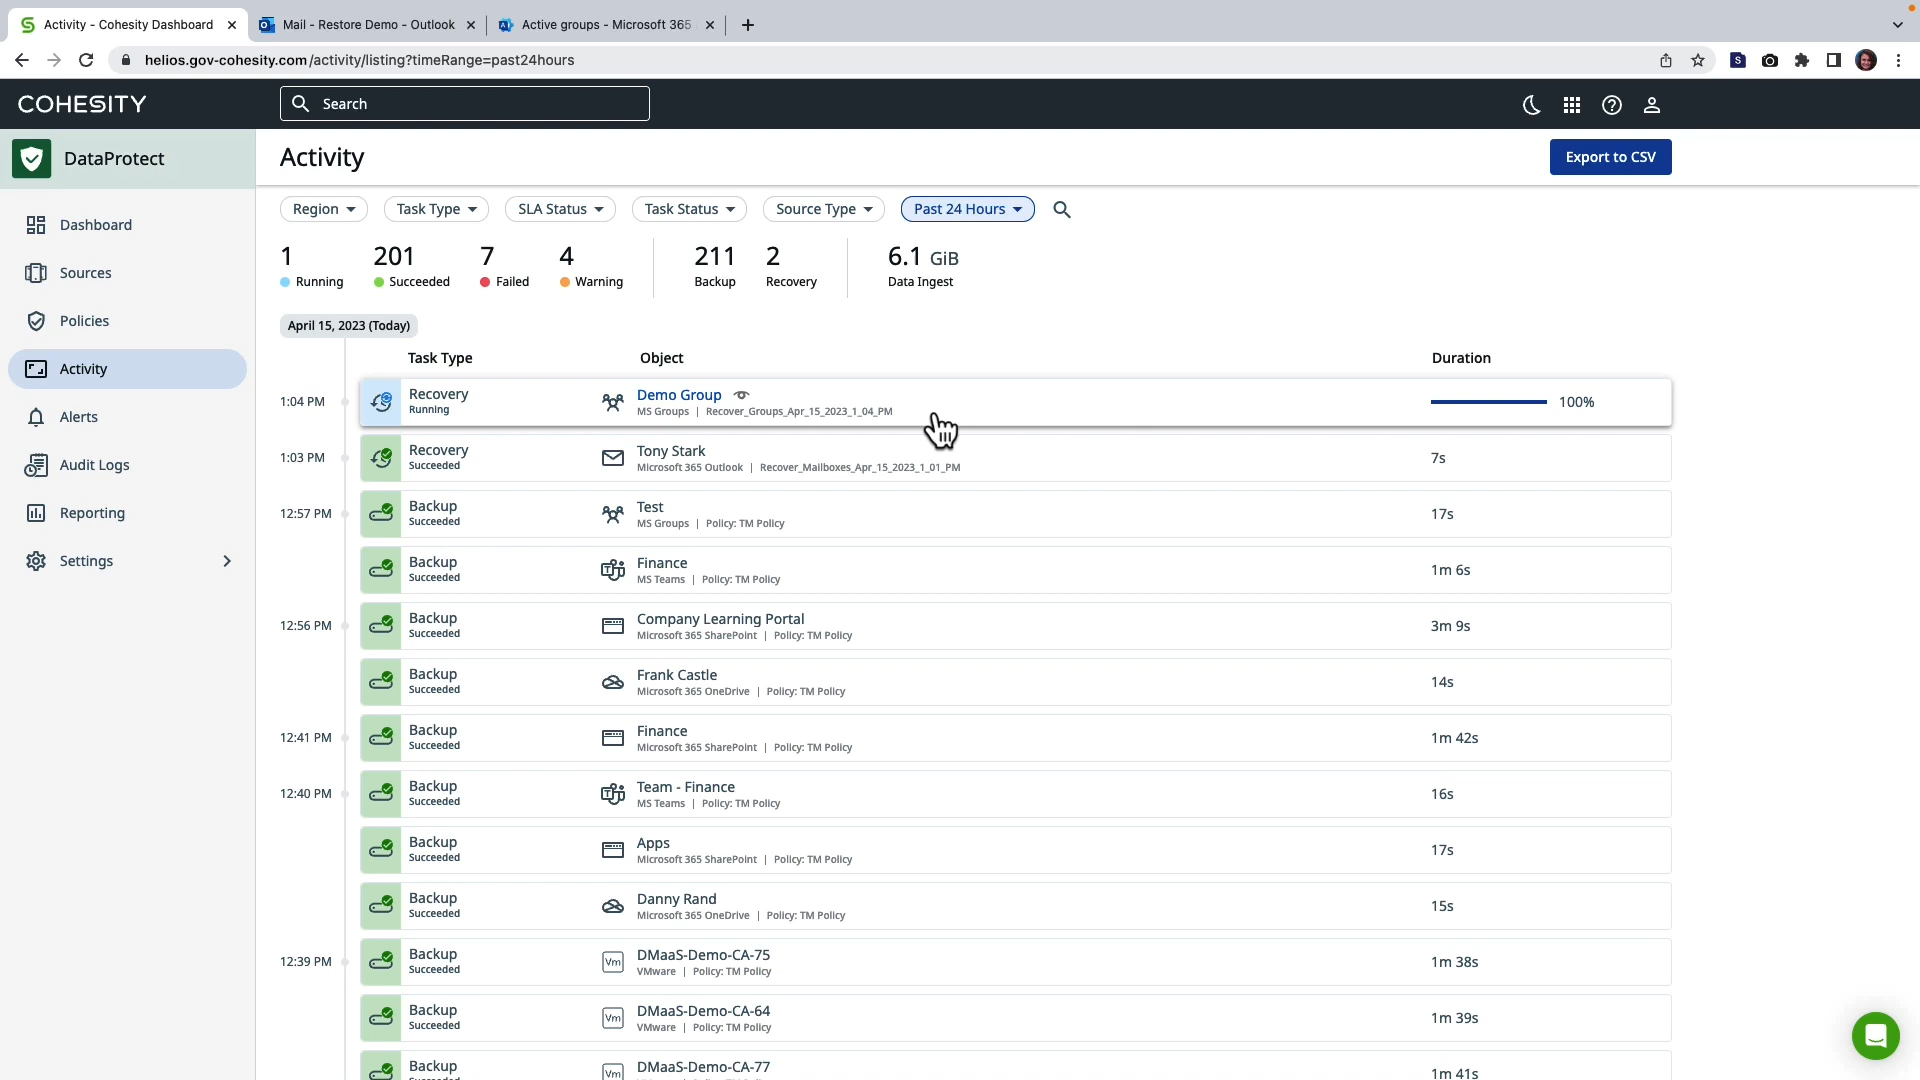 Activity - Cohesity Dashboard
Mail - Restore Demo - Outlook
Active groups - Microsoft 365
helios.gov-cohesity.com/activity/listing?timeRange=past24hours
COHESITY
Search
DataProtect
Activity
Export to CSV
Dashboard
Sources
Policies
Activity
Alerts
Audit Logs
Reporting
Settings
Region
Task Type
SLA Status
Task Status
Source Type
Past 24 Hours
1 201 7 4 211 2 6.1 GiB
Running Succeeded Failed Warning Backup Recovery Data Ingest
April 15, 2023 (Today)
Task Type Object Duration
1:04 PM Recovery Demo Group 100%
Running MS Groups | Recover_Groups_Apr_15_2023_1_04_PM
1:03 PM Recovery Tony Stark 7s
Succeeded Microsoft 365 Outlook | Recover_Mailboxes_Apr_15_2023_1_01_PM
12:57 PM Backup Test 17s
Succeeded MS Groups | Policy: TM Policy
Backup Finance 1m 6s
Succeeded MS Teams | Policy: TM Policy
12:56 PM Backup Company Learning Portal 3m 9s
Succeeded Microsoft 365 SharePoint | Policy: TM Policy
Backup Frank Castle 14s
Succeeded Microsoft 365 OneDrive | Policy: TM Policy
12:41 PM Backup Finance 1m 42s
Succeeded Microsoft 365 SharePoint | Policy: TM Policy
12:40 PM Backup Team - Finance 16s
Succeeded MS Teams | Policy: TM Policy
Backup Apps 17s
Succeeded Microsoft 365 SharePoint | Policy: TM Policy
Backup Danny Rand 15s
Succeeded Microsoft 365 OneDrive | Policy: TM Policy
12:39 PM Backup Vm DMaaS-Demo-CA-75 1m 38s
Succeeded VMware | Policy: TM Policy
Backup Vm DMaaS-Demo-CA-64 1m 39s
Succeeded VMware | Policy: TM Policy
Backup Vm DMaaS-Demo-CA-77 1m 41s